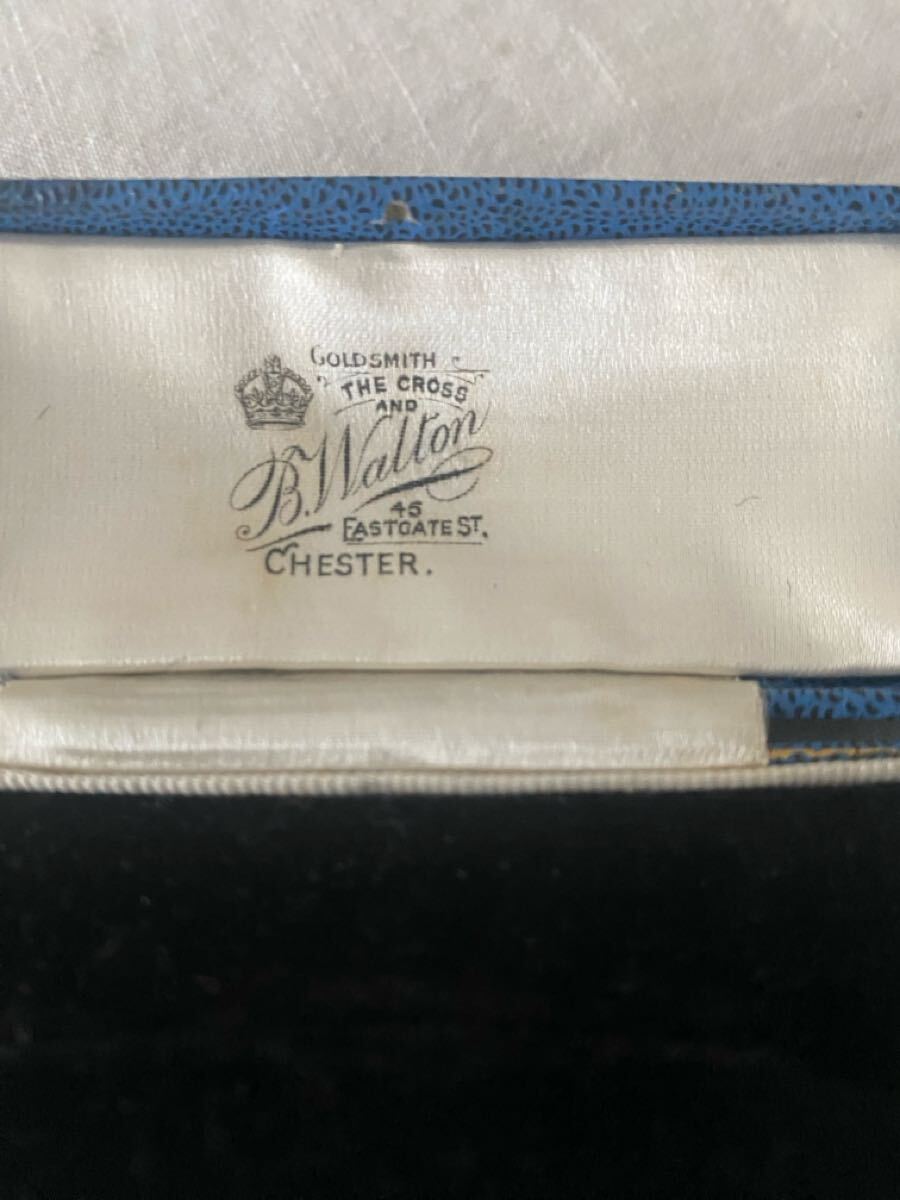 GOLDSMITH
THE CROSS
AND
B. Walton
45
EASTGATE ST.
CHESTER.